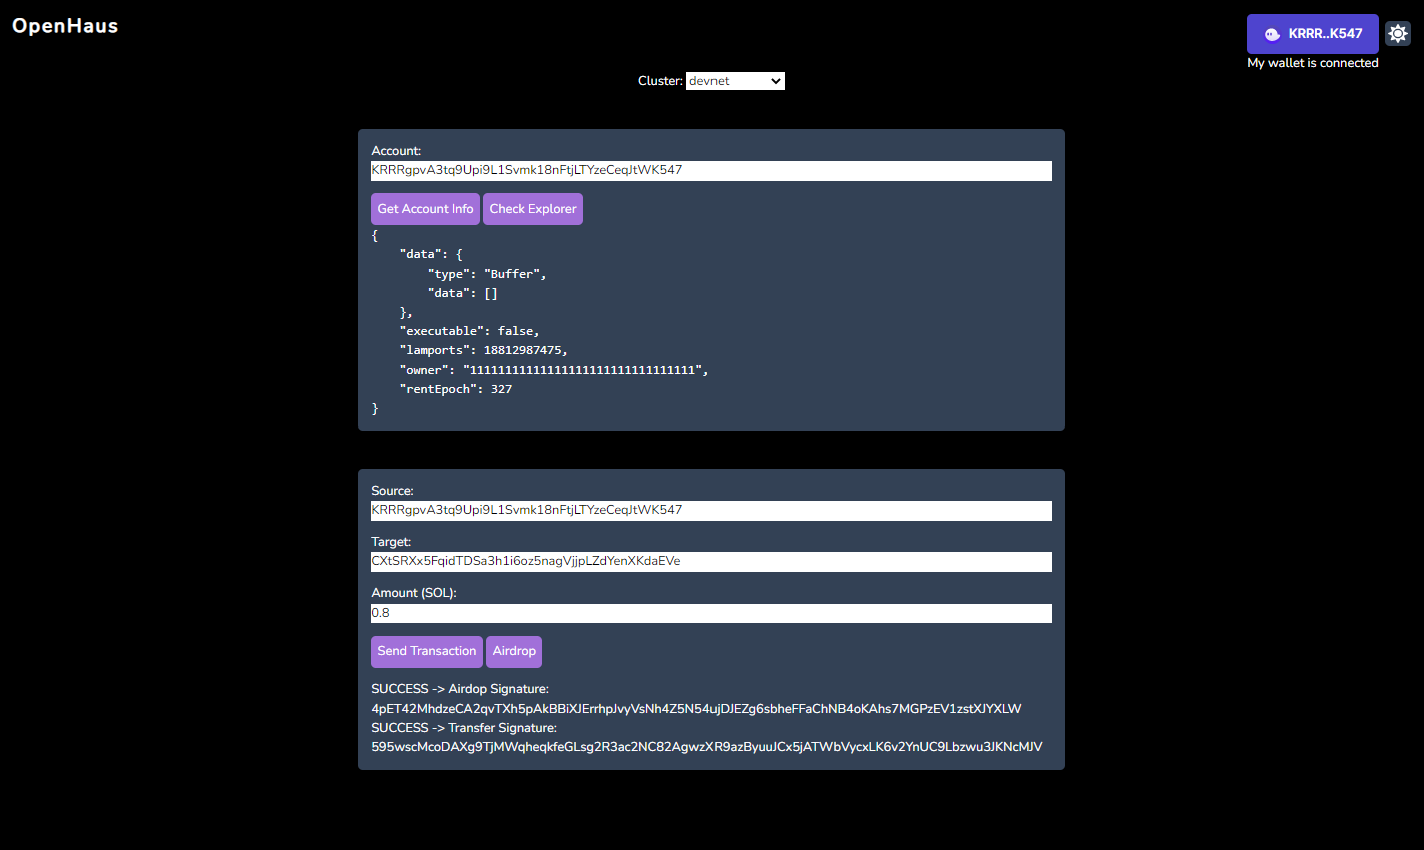 OpenHaus
KRRR..K547
My wallet is connected
Cluster: devnet
Account:
KRRRgpvA3tq9Upi9L1Svmk18nFtjLTYzeCeqJtWK547
Get Account Info Check Explorer
{
"data": {
"type": "Buffer",
"data": []
},
"executable": false,
"lamports": 18812987475,
"owner": "11111111111111111111111111111111",
"rentEpoch": 327
}
Source:
KRRRgpvA3tq9Upi9L1Svmk18nFtjLTYzeCeqJtWK547
Target:
CXtSRXx5FqidTDSa3h1i6oz5nagVjjpLZdYenXKdaEVe
Amount (SOL):
0.8
Send Transaction Airdrop
SUCCESS -> Airdop Signature:
4pET42MhdzeCA2qvTXh5pAkBBiXJErrhpJvyVsNh4Z5N54ujDJEZg6sbheFFaChNB4oKAhs7MGPzEV1zstXJYXLW
SUCCESS -> Transfer Signature:
595wscMcoDAXg9TjMWqheqkfeGLsg2R3ac2NC82AgwzXR9azByuuJCx5jATWbVycxLK6v2YnUC9Lbzwu3JKNcMJV